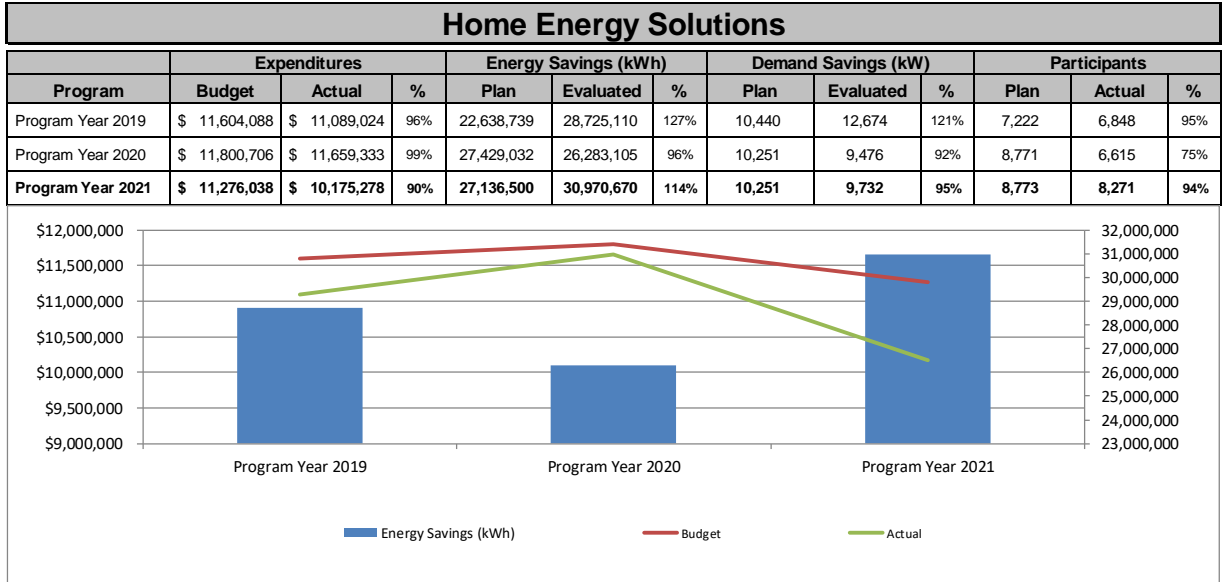 Home Energy Solutions
Expenditures Energy Savings (kWh) Demand Savings (kW) Participants
Program Budget Actual % Plan Evaluated % Plan Evaluated % Plan Actual %
Program Year 2019 $ 11,604,088 $ 11,089,024 96% 22,638,739 28,725,110 127% 10,440 12,674 121% 7,222 6,848 95%
Program Year 2020 $ 11,800,706 $ 11,659,333 99% 27,429,032 26,283,105 96% 10,251 9,476 92% 8,771 6,615 75%
Program Year 2021 $ 11,276,038 $ 10,175,278 90% 27,136,500 30,970,670 114% 10,251 9,732 95% 8,773 8,271 94%
$12,000,000 32,000,000
$11,500,000 31,000,000
30,000,000
$11,000,000 29,000,000
28,000,000
$10,500,000 27,000,000
$10,000,000 26,000,000
25,000,000
$9,500,000 24,000,000
$9,000,000 23,000,000
Program Year 2019 Program Year 2020 Program Year 2021
Energy Savings (kWh) Budget Actual